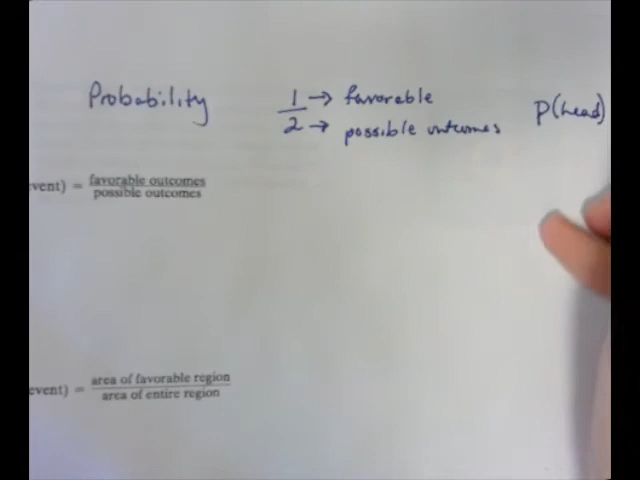 Probability
1 → favorable
2 → possible outcomes
P(head)
vent) = favorable outcomes
possible outcomes
event) = area of favorable region
area of entire region